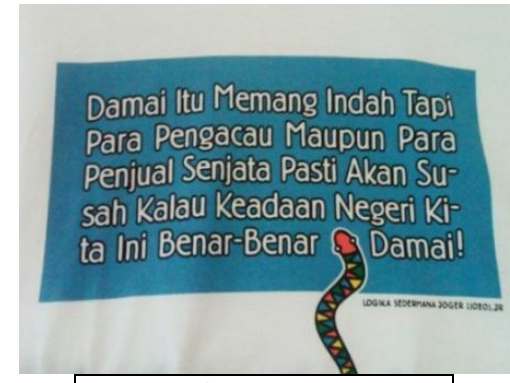 Damai Itu Memang Indah Tapi
Para Pengacau Maupun Para
Penjual Senjata Pasti Akan Su-
sah Kalau Keadaan Negeri Ki-
ta Ini Benar-Benar Damai!
LOGIKA SEDERHANA JOGER